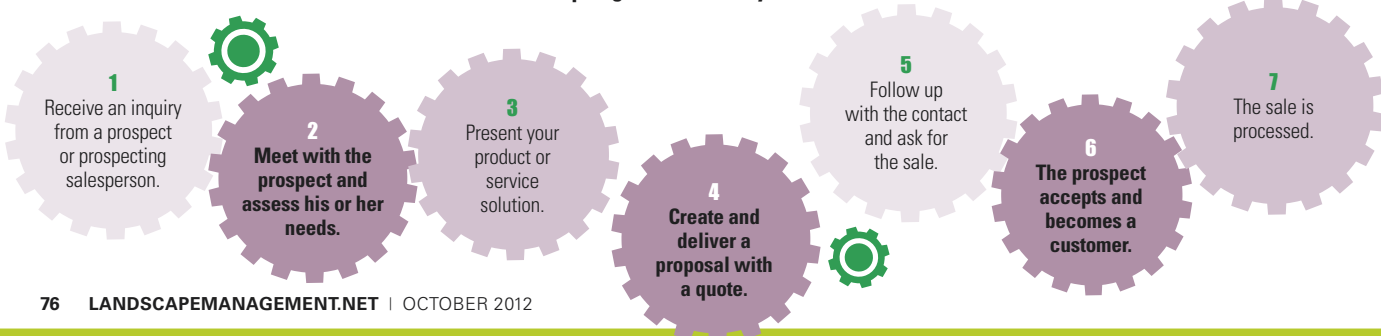 1
Receive an inquiry
from a prospect
or prospecting
salesperson.
2
Meet with the
prospect and
assess his or her
needs.
3
Present your
product or
service
solution.
4
Create and
deliver a
proposal with
a quote.
5
Follow up
with the contact
and ask for
the sale.
6
The prospect
accepts and
becomes a
customer.
7
The sale is
processed.
76 LANDSCAPEMANAGEMENT.NET | OCTOBER 2012